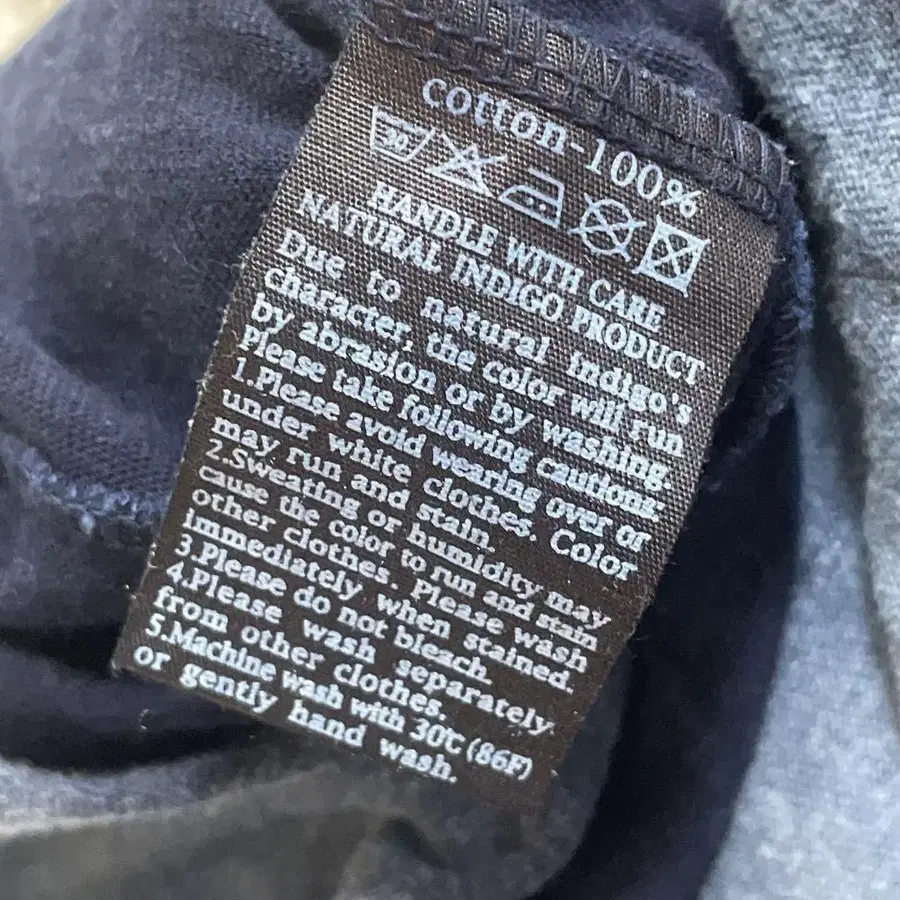 cotton-100%
30
HANDLE WITH CARE
NATURAL INDIGO PRODUCT
Due to natural indigo's
character, the color will run
by abrasion or by washing.
Please take following cautions:
1.Please avoid wearing over or
under white clothes. Color
may run and stain.
2.Sweating or humidity may
cause the color to run and stain
other clothes. Please wash
immediately when stained.
3.Please do not bleach.
4.Please wash separately
from other clothes.
5.Machine wash with 30℃ (86F)
or gently hand wash.